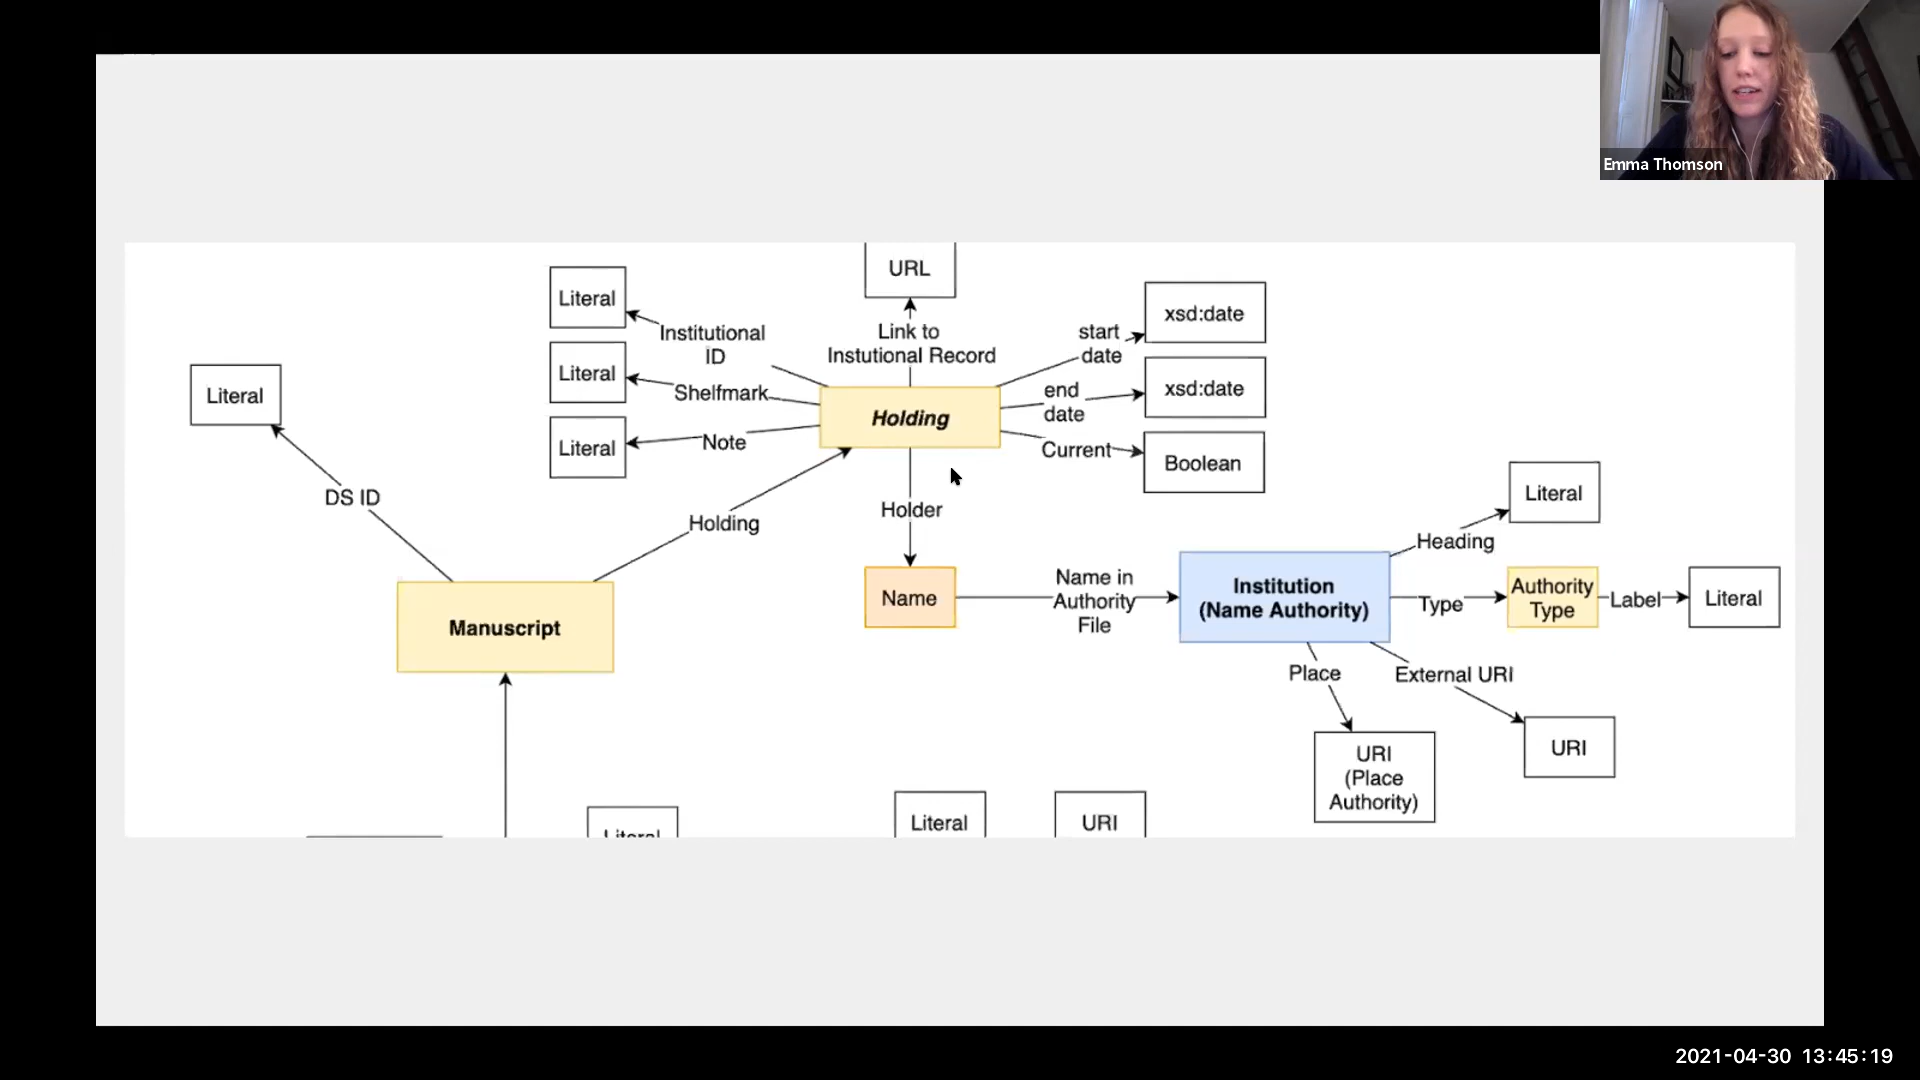 Emma Thomson
URL
Literal
Institutional
ID
Link to
Instutional Record
start
date
xsd:date
Literal
Shelfmark
Holding
end
date
xsd:date
Literal
DS ID
Literal
Note
Current
Boolean
Holding
Holder
Literal
Heading
Manuscript
Name
Name in
Authority
File
Institution
(Name Authority)
Type
Authority
Type
Label
Literal
Place
External URI
URI
(Place
Authority)
URI
Literal
Literal
URI
2021-04-30 13:45:19